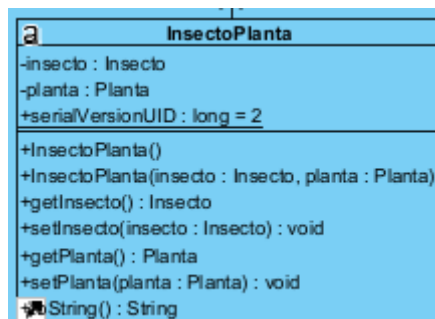 a InsectoPlanta
-insecto : Insecto
-planta : Planta
+serialVersionUID : long = 2
+InsectoPlanta()
+InsectoPlanta(insecto : Insecto, planta : Planta)
+getInsecto() : Insecto
+setInsecto(insecto : Insecto) : void
+getPlanta() : Planta
+setPlanta(planta : Planta) : void
String() : String